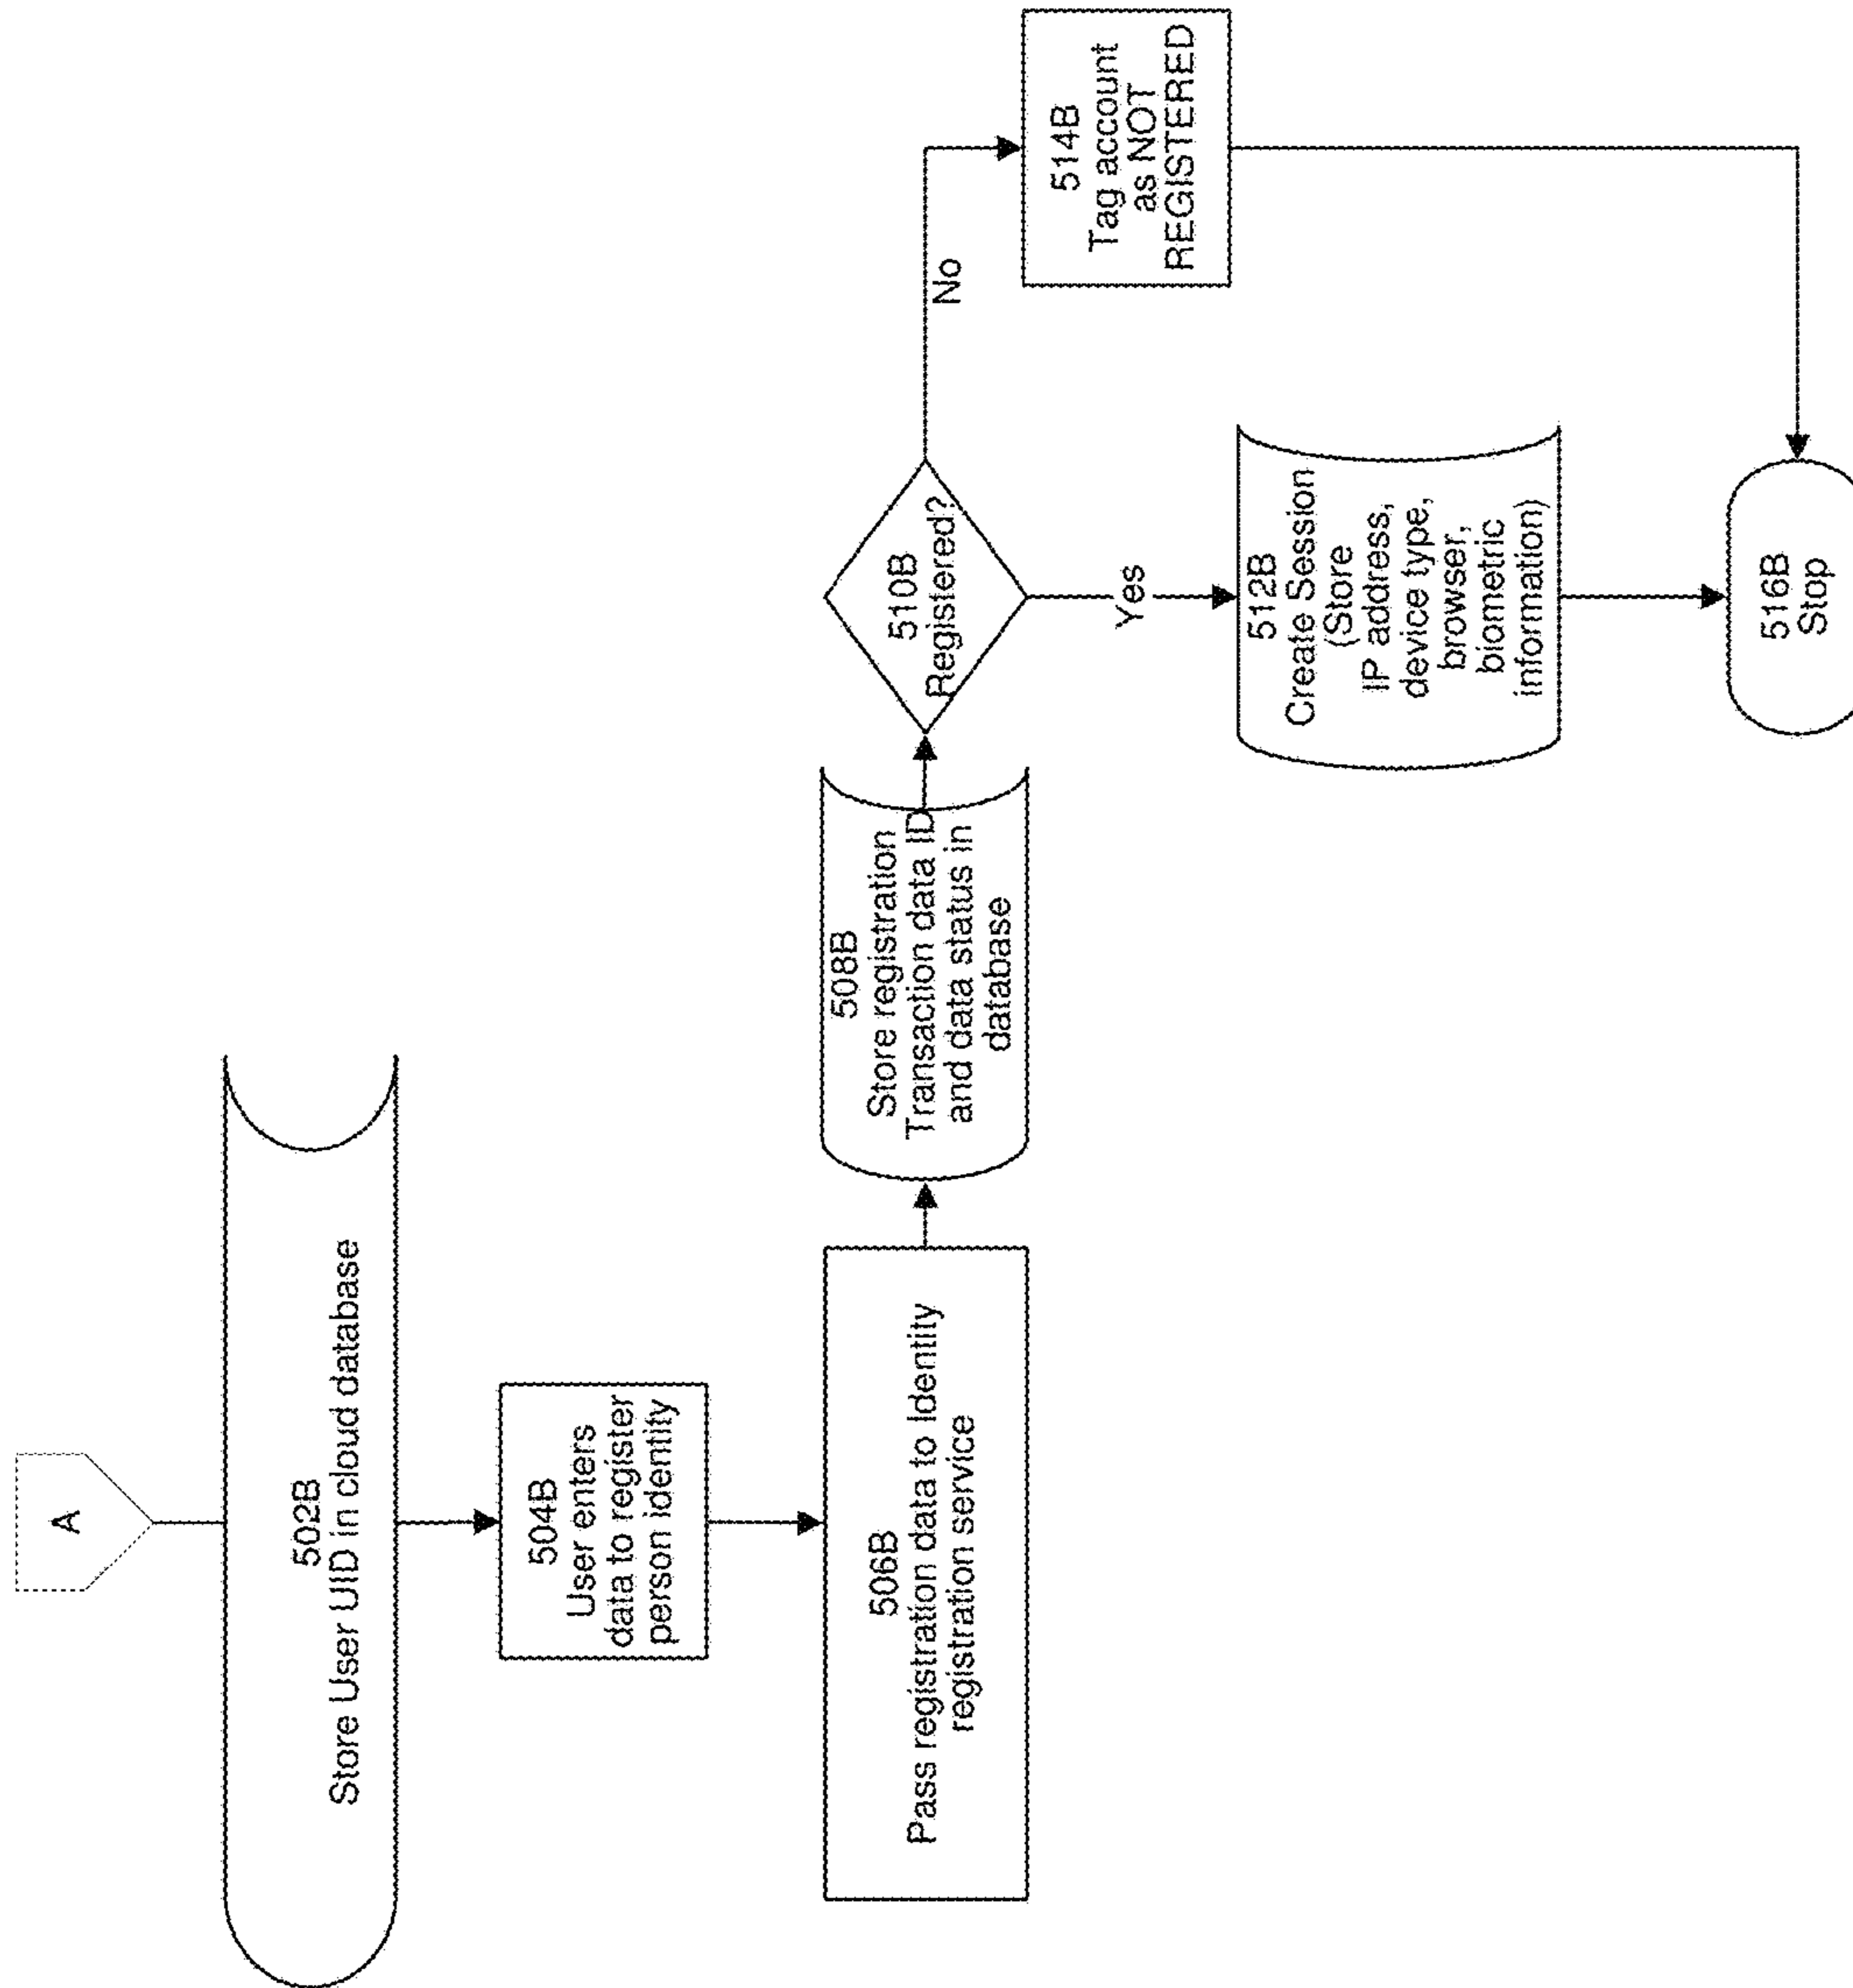 A
502B
Store User UID in cloud database
504B
User enters
data to register
person identity
506B
Pass registration data to Identity
registration service
508B
Store registration
Transaction data ID
and data status in
database
510B
Registered?
No
Yes
514B
Tag account
as NOT
REGISTERED
512B
Create Session
(Store
IP address,
device type,
browser,
biometric
information)
516B
Stop